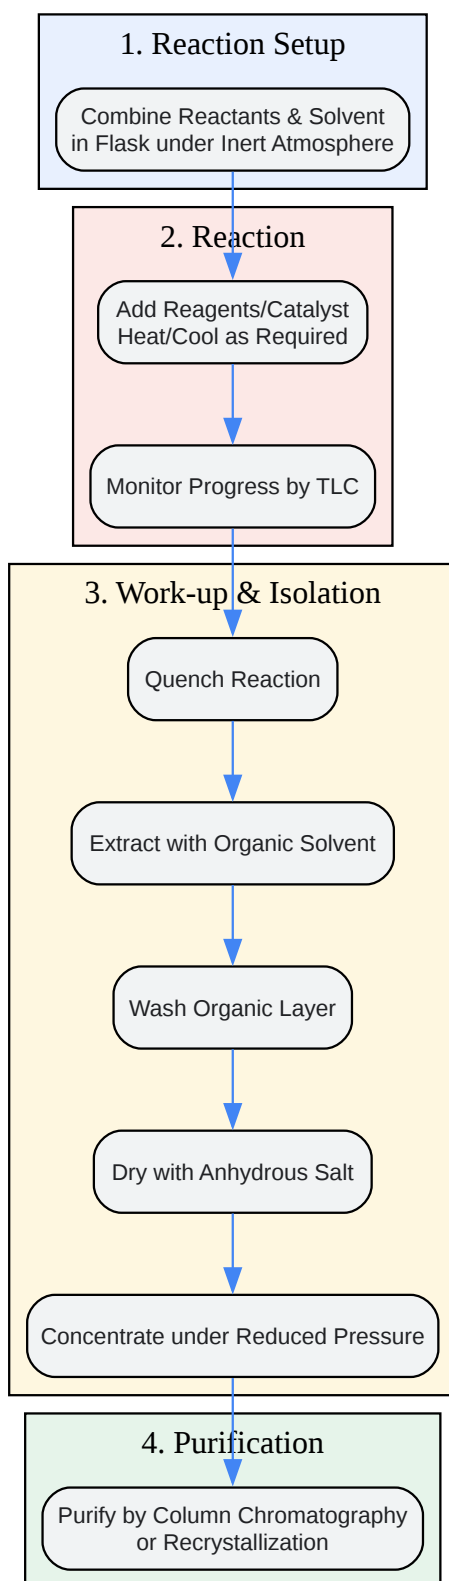 1. Reaction Setup
Combine Reactants & Solvent
in Flask under Inert Atmosphere
2. Reaction
Add Reagents/Catalyst
Heat/Cool as Required
Monitor Progress by TLC
3. Work-up & Isolation
Quench Reaction
Extract with Organic Solvent
Wash Organic Layer
Dry with Anhydrous Salt
Concentrate under Reduced Pressure
4. Purification
Purify by Column Chromatography
or Recrystallization